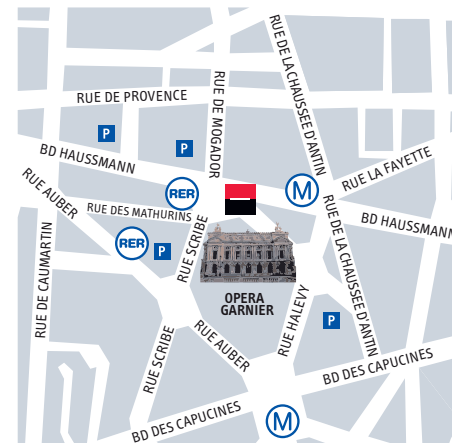 RUE DE LA CHAUSSEE D'ANTIN
RUE DE PROVENCE
RUE DE MOGADOR
P
P
BD HAUSSMANN
RUE LA FAYETTE
RUE AUBER
RER
M
RUE DES MATHURINS
BD HAUSSMANN
RUE DE CAUMARTIN
RER
P
RUE SCRIBE
RUE DE LA CHAUSSEE D'ANTIN
OPERA
GARNIER
RUE HALEVY
P
RUE SCRIBE
RUE AUBER
BD DES CAPUCINES
BD DES CAPUCINES
M